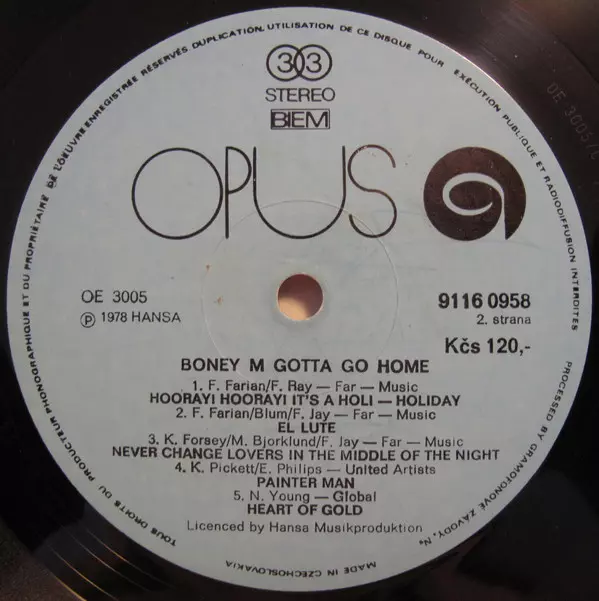 TOUS DROITS DU PRODUCTEUR PHONOGRAPHIQUE ET DU PROPRIÉTAIRE DE L'OEUVRE ENREGISTRÉE RÉSERVÉS DUPLICATION, UTILISATION DE CE DISQUE POUR EXÉCUTION PUBLIQUE ET RADIODIFFUSION INTERDITES
PROCESSED BY GRAMOFONOVÉ ZÁVODY, N.
33
STEREO
BIEM
OPUS
OE 3005
℗ 1978 HANSA
9116 0958
2. strana
Kčs 120,-
BONEY M GOTTA GO HOME
1. F. Farian/F. Ray — Far — Music
HOORAY! HOORAY! IT'S A HOLI — HOLIDAY
2. F. Farian/Blum/F. Jay — Far — Music
EL LUTE
3. K. Forsey/M. Bjorklund/F. Jay — Far — Music
NEVER CHANGE LOVERS IN THE MIDDLE OF THE NIGHT
4. K. Pickett/E. Philips — United Artists
PAINTER MAN
5. N. Young — Global
HEART OF GOLD
Licenced by Hansa Musikproduktion
MADE IN CZECHOSLOVAKIA